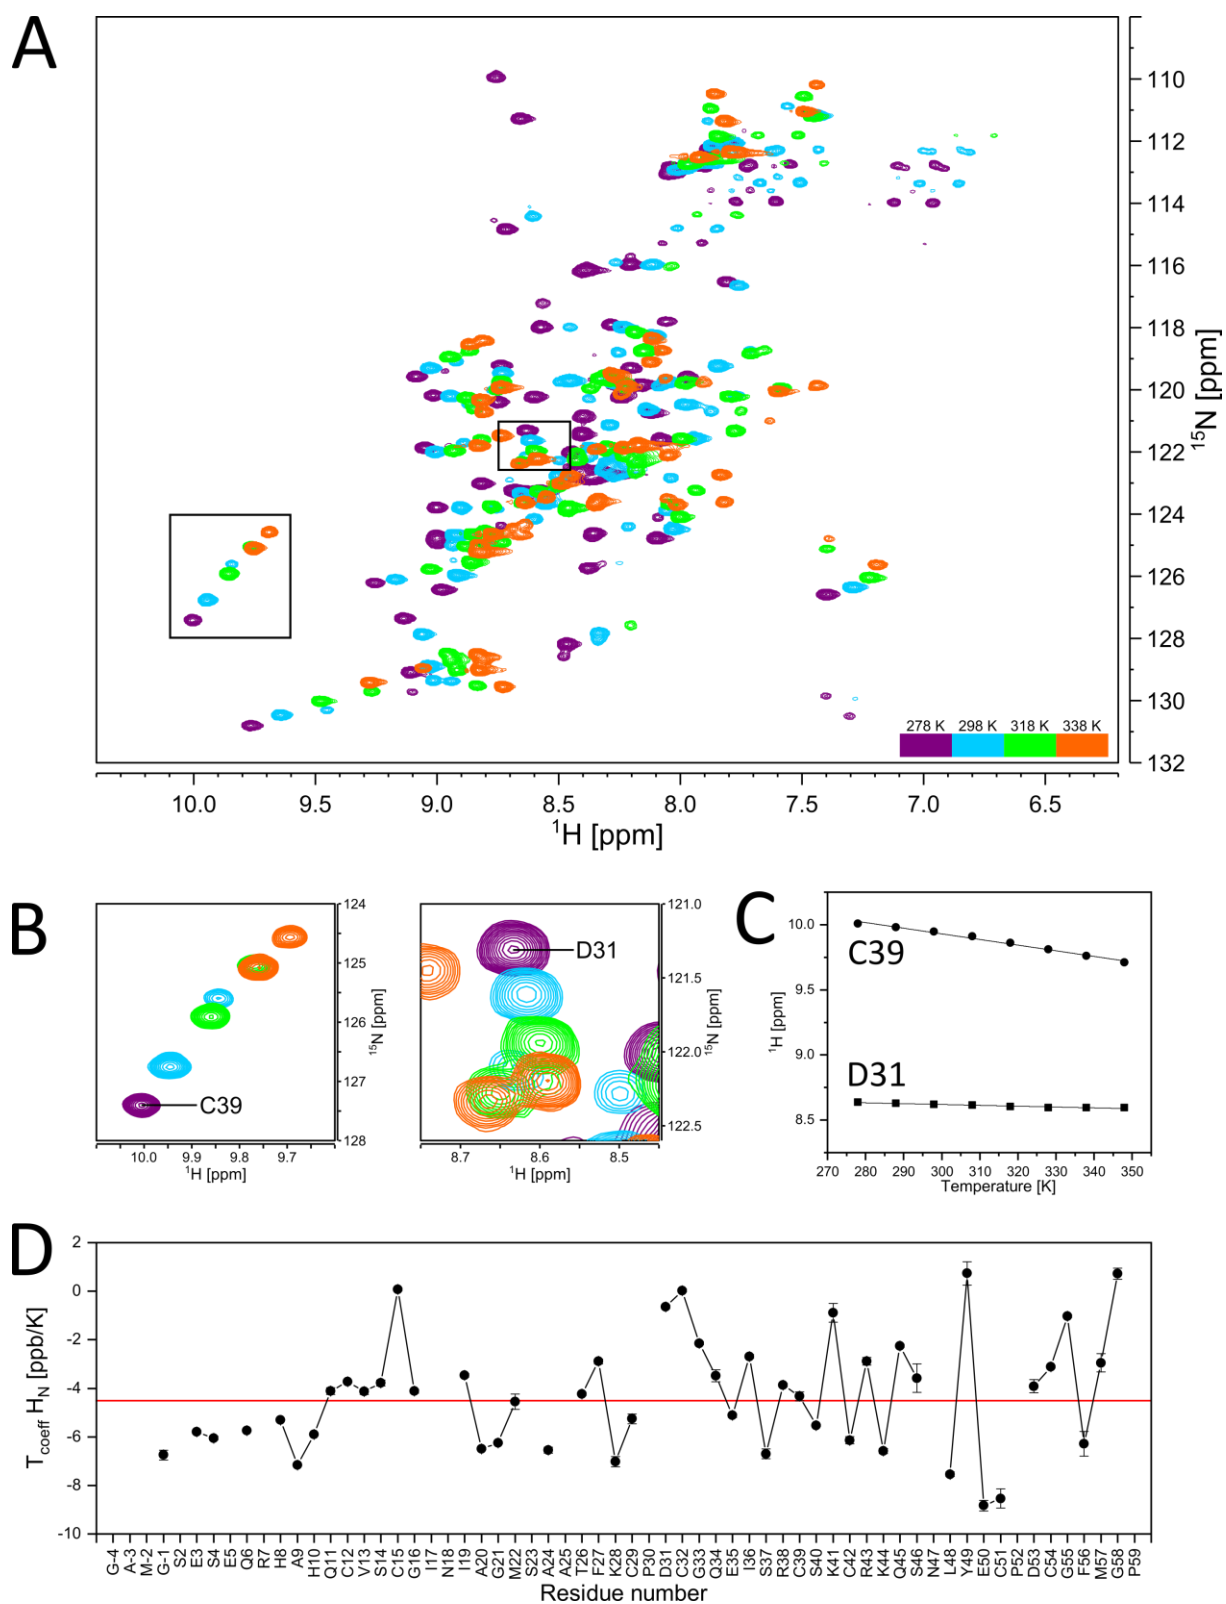 A
110
112
114
116
118
120
122
124
126
128
130
132
15N [ppm]
278 K 298 K 318 K 338 K
10.0 9.5 9.0 8.5 8.0 7.5 7.0 6.5
1H [ppm]
B
124
125
126
127
128
15N [ppm]
C39
10.0 9.9 9.8 9.7
1H [ppm]
121.0
121.5
122.0
122.5
15N [ppm]
D31
8.7 8.6 8.5
1H [ppm]
C
10.0
9.5
9.0
8.5
1H [ppm]
C39
D31
270 280 290 300 310 320 330 340 350
Temperature [K]
D
2
0
-2
-4
-6
-8
-10
Tcoeff HN [ppb/K]
G-4 A-3 M-2 G-1 S2 E3 S4 E5 Q6 R7 H8 A9 H10 Q11 C12 V13 S14 C15 G16 I17 N18 I19 A20 G21 M22 S23 A24 A25 T26 F27 K28 C29 P30 D31 C32 G33 Q34 E35 I36 S37 R38 C39 S40 K41 C42 R43 K44 Q45 S46 N47 L48 Y49 E50 C51 P52 D53 C54 G55 F56 M57 G58 P59
Residue number